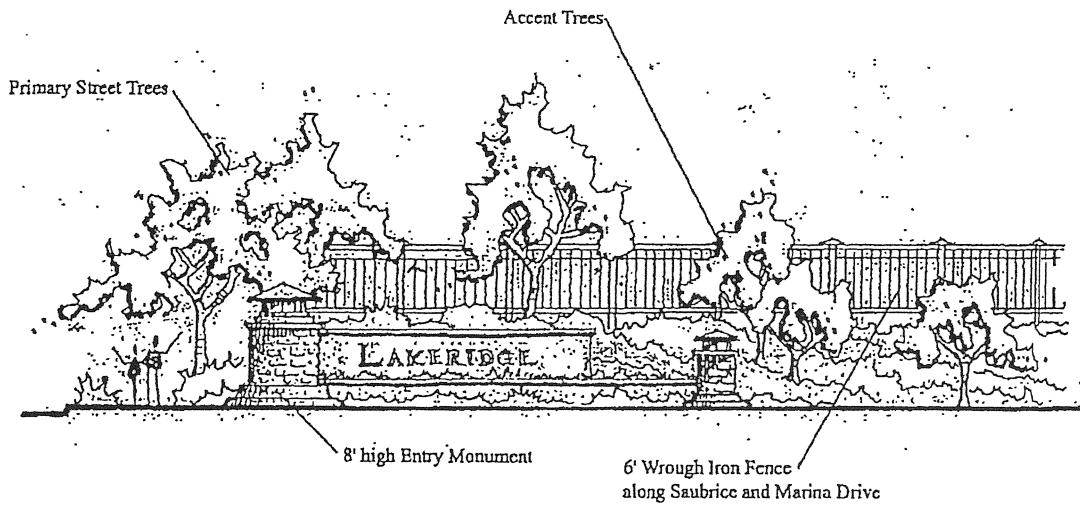 Accent Trees
Primary Street Trees
LAKERIDGE
8' high Entry Monument
6' Wrough Iron Fence
along Saubrice and Marina Drive